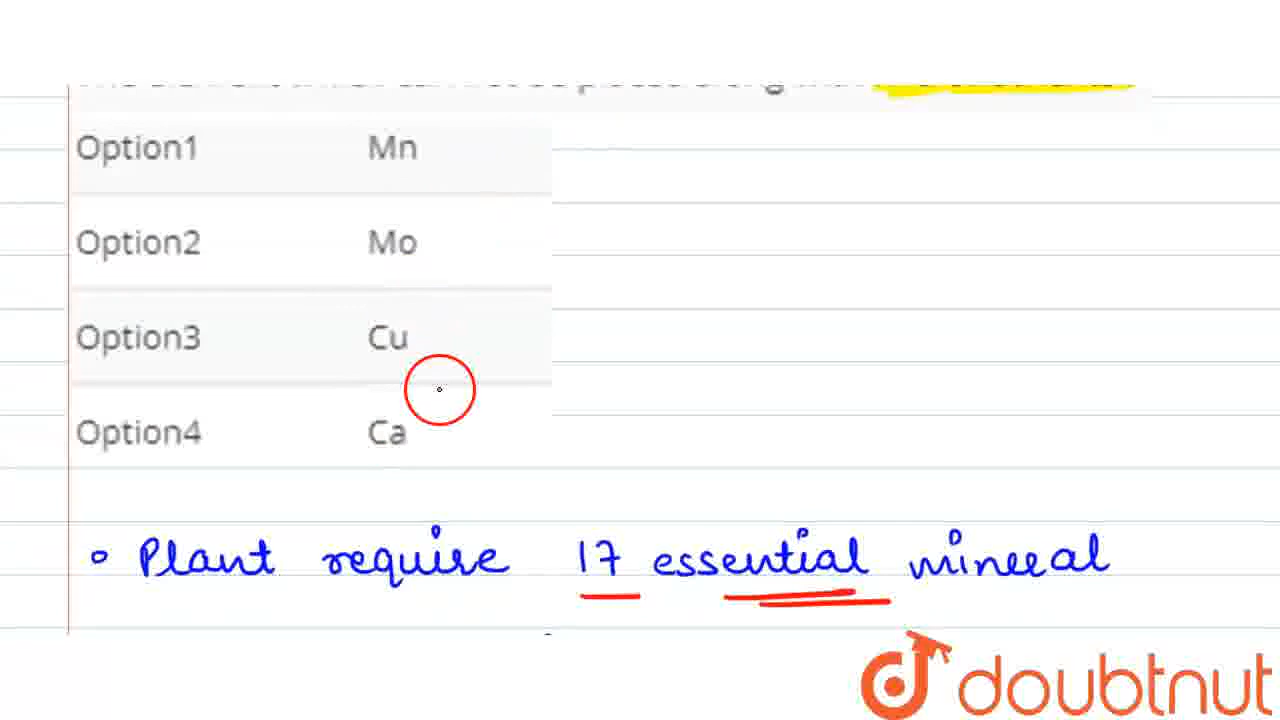 Option1 Mn
Option2 Mo
Option3 Cu
Option4 Ca
• Plant require 17 essential mineral
doubtnut